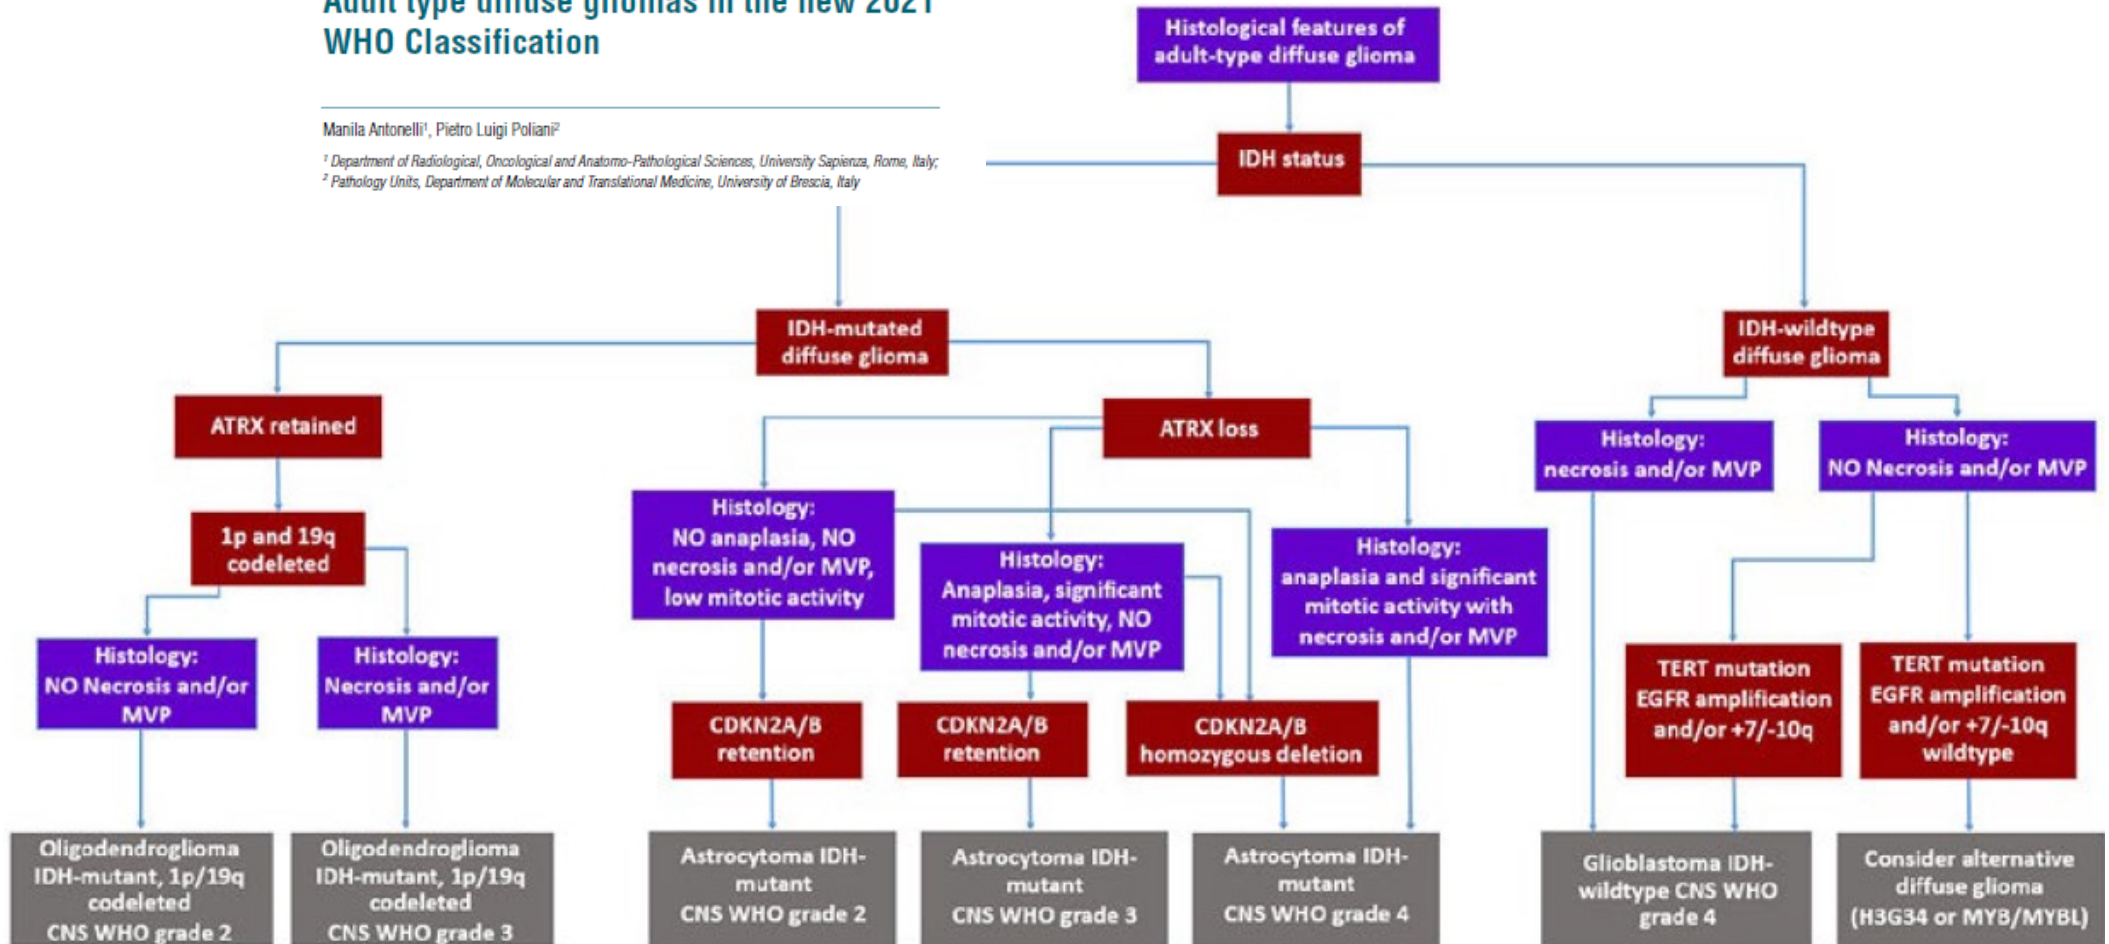 Adult type diffuse gliomas in the new 2021
WHO Classification
Manila Antonelli¹, Pietro Luigi Poliani²
¹ Department of Radiological, Oncological and Anatomo-Pathological Sciences, University Sapienza, Rome, Italy;
² Pathology Units, Department of Molecular and Translational Medicine, University of Brescia, Italy
Histological features of
adult-type diffuse glioma
IDH status
IDH-mutated
diffuse glioma
IDH-wildtype
diffuse glioma
ATRX retained
ATRX loss
Histology:
necrosis and/or MVP
Histology:
NO Necrosis and/or MVP
1p and 19q
codeleted
Histology:
NO anaplasia, NO
necrosis and/or MVP,
low mitotic activity
Histology:
Anaplasia, significant
mitotic activity, NO
necrosis and/or MVP
Histology:
anaplasia and significant
mitotic activity with
necrosis and/or MVP
Histology:
NO Necrosis and/or
MVP
Histology:
Necrosis and/or
MVP
TERT mutation
EGFR amplification
and/or +7/-10q
TERT mutation
EGFR amplification
and/or +7/-10q
wildtype
CDKN2A/B
retention
CDKN2A/B
retention
CDKN2A/B
homozygous deletion
Oligodendroglioma
IDH-mutant, 1p/19q
codeleted
CNS WHO grade 2
Oligodendroglioma
IDH-mutant, 1p/19q
codeleted
CNS WHO grade 3
Astrocytoma IDH-
mutant
CNS WHO grade 2
Astrocytoma IDH-
mutant
CNS WHO grade 3
Astrocytoma IDH-
mutant
CNS WHO grade 4
Glioblastoma IDH-
wildtype CNS WHO
grade 4
Consider alternative
diffuse glioma
(H3G34 or MYB/MYBL)